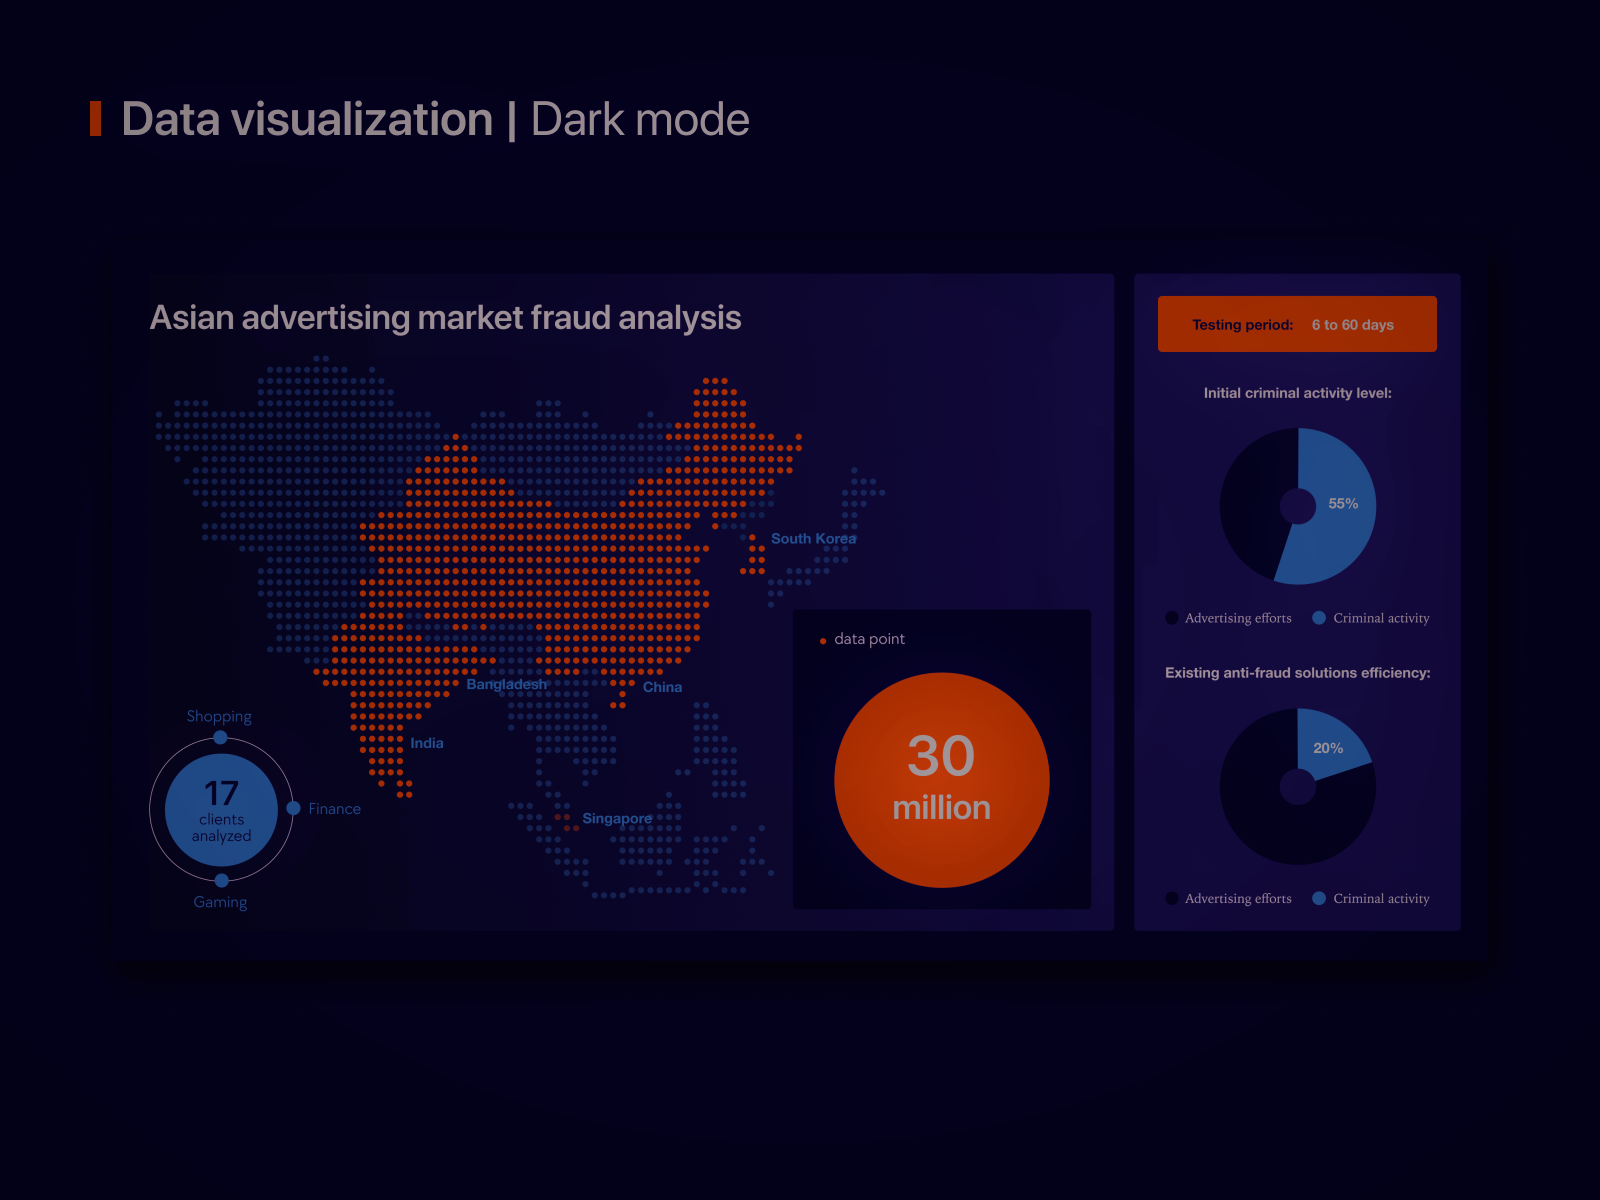 Data visualization | Dark mode
Asian advertising market fraud analysis
South Korea
Bangladesh
China
India
Singapore
Shopping
17
clients
analyzed
Finance
Gaming
data point
30
million
Testing period: 6 to 60 days
Initial criminal activity level:
55%
Advertising efforts Criminal activity
Existing anti-fraud solutions efficiency:
20%
Advertising efforts Criminal activity